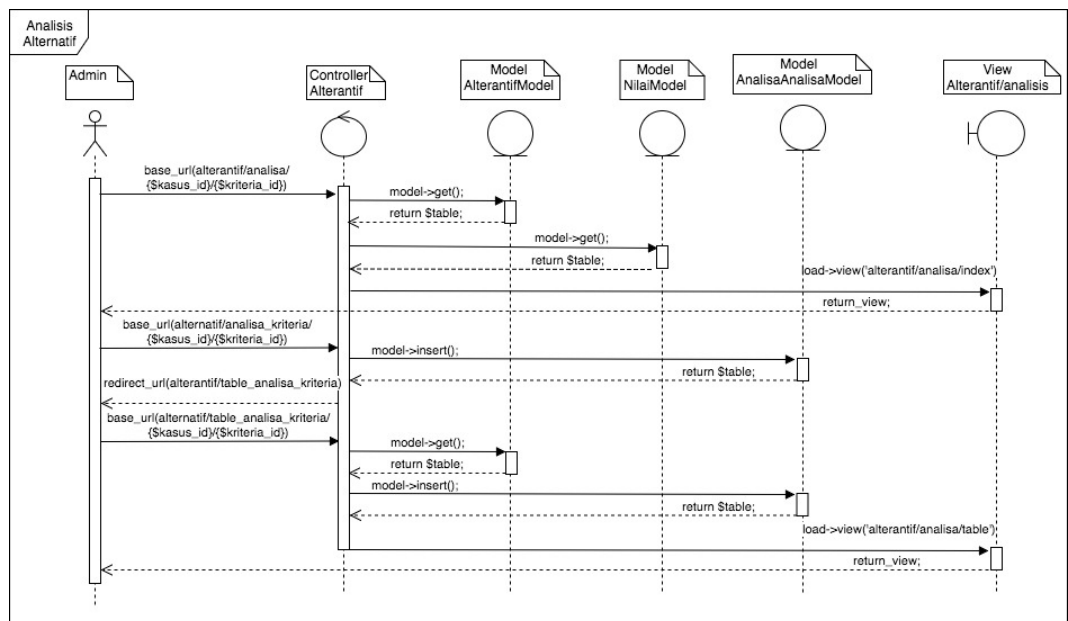 Analisis
Alternatif
Admin
Controller
Alterantif
Model
AlterantifModel
Model
NilaiModel
Model
AnalisaAnalisaModel
View
Alterantif/analisis
base_url(alterantif/analisa/
{$kasus_id}/{$kriteria_id})
model->get();
return $table;
model->get();
return $table;
load->view('alterantif/analisa/index')
return_view;
base_url(alternatif/analisa_kriteria/
{$kasus_id}/{$kriteria_id})
model->insert();
return $table;
redirect_url(alterantif/table_analisa_kriteria)
base_url(alternatif/table_analisa_kriteria/
{$kasus_id}/{$kriteria_id})
model->get();
return $table;
model->insert();
return $table;
load->view('alterantif/analisa/table')
return_view;